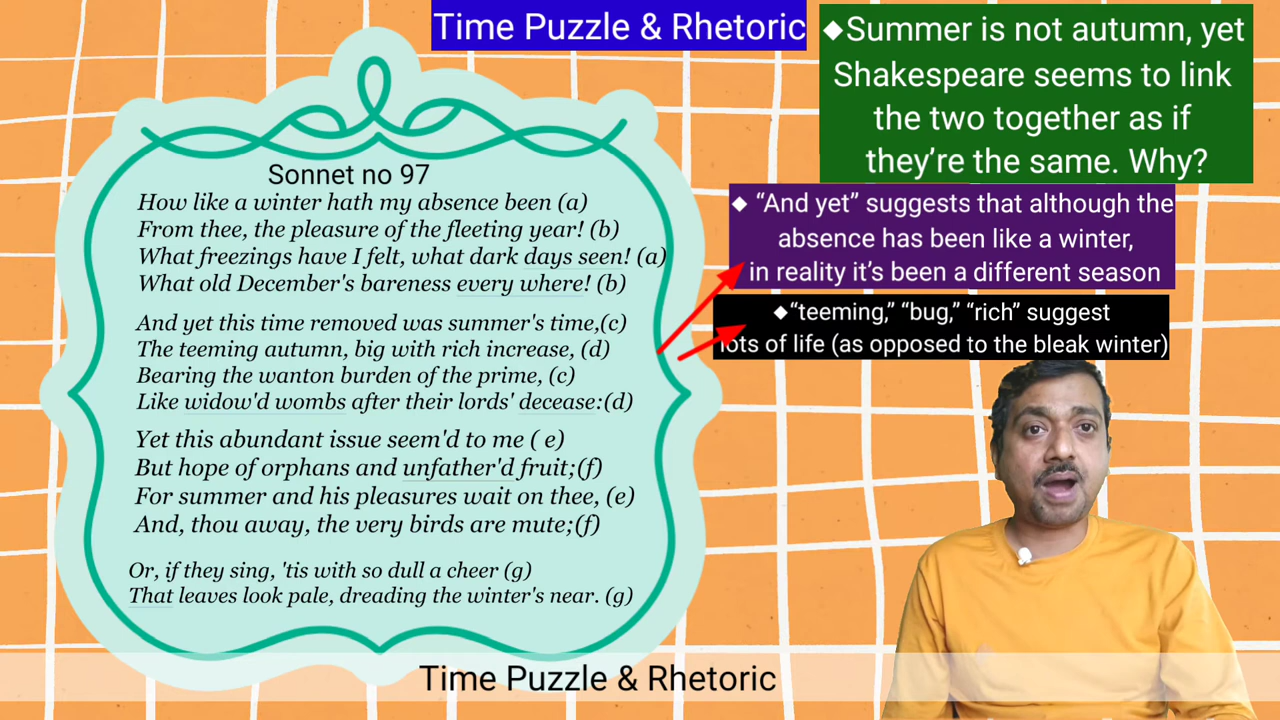 Time Puzzle & Rhetoric
◆Summer is not autumn, yet
Shakespeare seems to link
the two together as if
they’re the same. Why?
Sonnet no 97
How like a winter hath my absence been (a)
From thee, the pleasure of the fleeting year! (b)
What freezings have I felt, what dark days seen! (a)
What old December's bareness every where! (b)
And yet this time removed was summer's time,(c)
The teeming autumn, big with rich increase, (d)
Bearing the wanton burden of the prime, (c
Like widow'd wombs after their lords' decease:(d)
Yet this abundant issue seem'd to me ( e)
But hope of orphans and unfather'd fruit;(f)
For summer and his pleasures wait on thee, (e)
And, thou away, the very birds are mute;(f)
Or, if they sing, 'tis with so dull a cheer (g)
That leaves look pale, dreading the winter's near. (g)
◆ “And yet” suggests that although the
absence has been like a winter,
in reality it’s been a different season
◆“teeming,” “bug,” “rich” suggest
lots of life (as opposed to the bleak winter)
Time Puzzle & Rhetoric